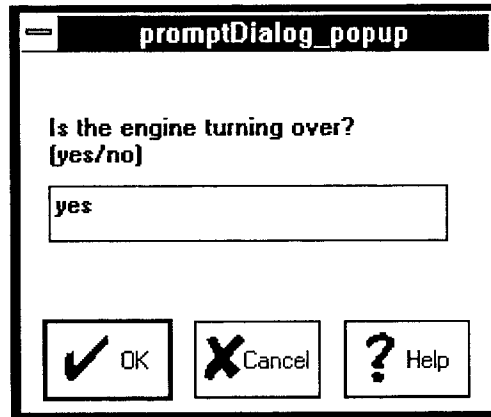 promptDialog_popup
Is the engine turning over?
(yes/no)
yes
OK
Cancel
? Help